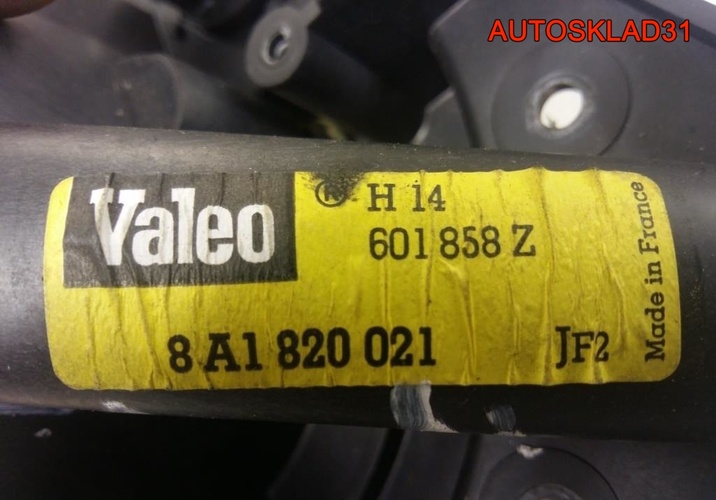 AUTOSKLAD31
Valeo ® H 14
601 858 Z
8 A1 820 021 JF2
Made in France